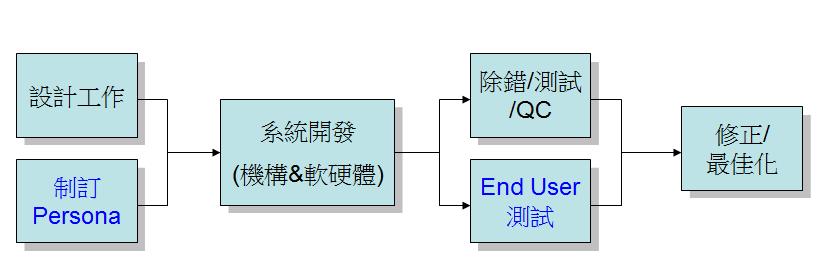 設計工作
制訂
Persona
系統開發
(機構&軟硬體)
除錯/測試
/QC
End User
測試
修正/
最佳化